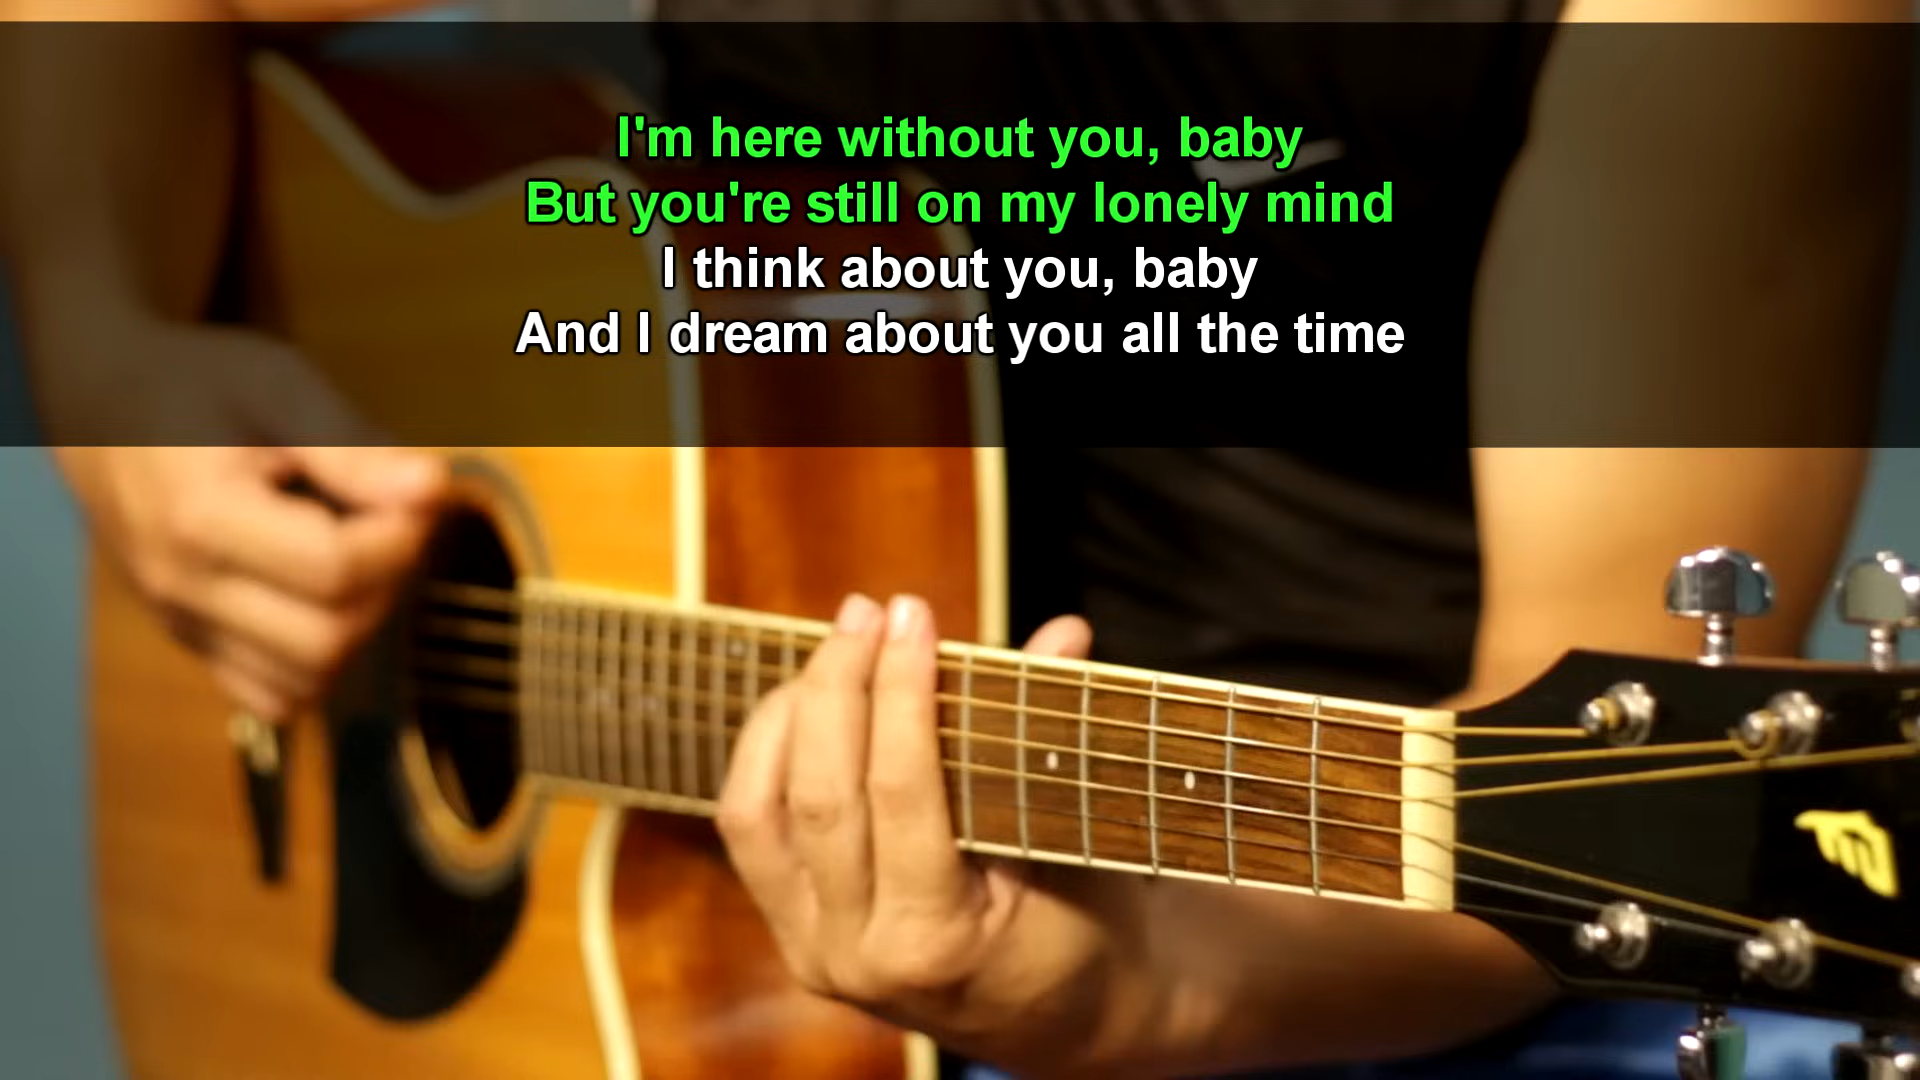 I'm here without you, baby
But you're still on my lonely mind
I think about you, baby
And I dream about you all the time